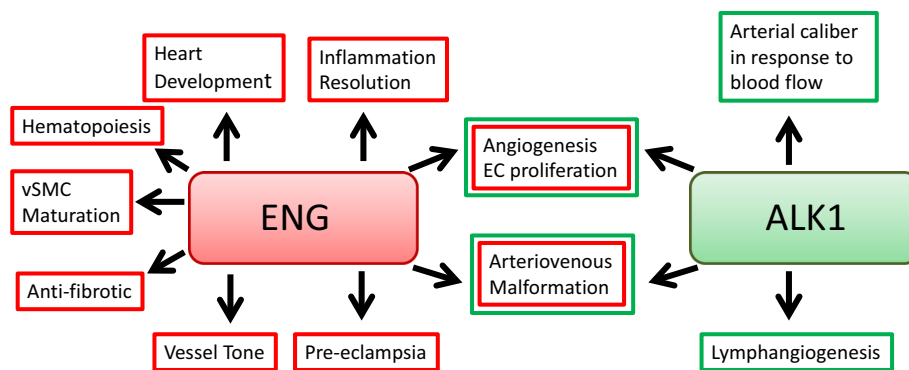 Heart
Development
Inflammation
Resolution
Arterial caliber
in response to
blood flow
Hematopoiesis
Angiogenesis
EC proliferation
vSMC
Maturation
ENG
ALK1
Anti-fibrotic
Arteriovenous
Malformation
Vessel Tone
Pre-eclampsia
Lymphangiogenesis